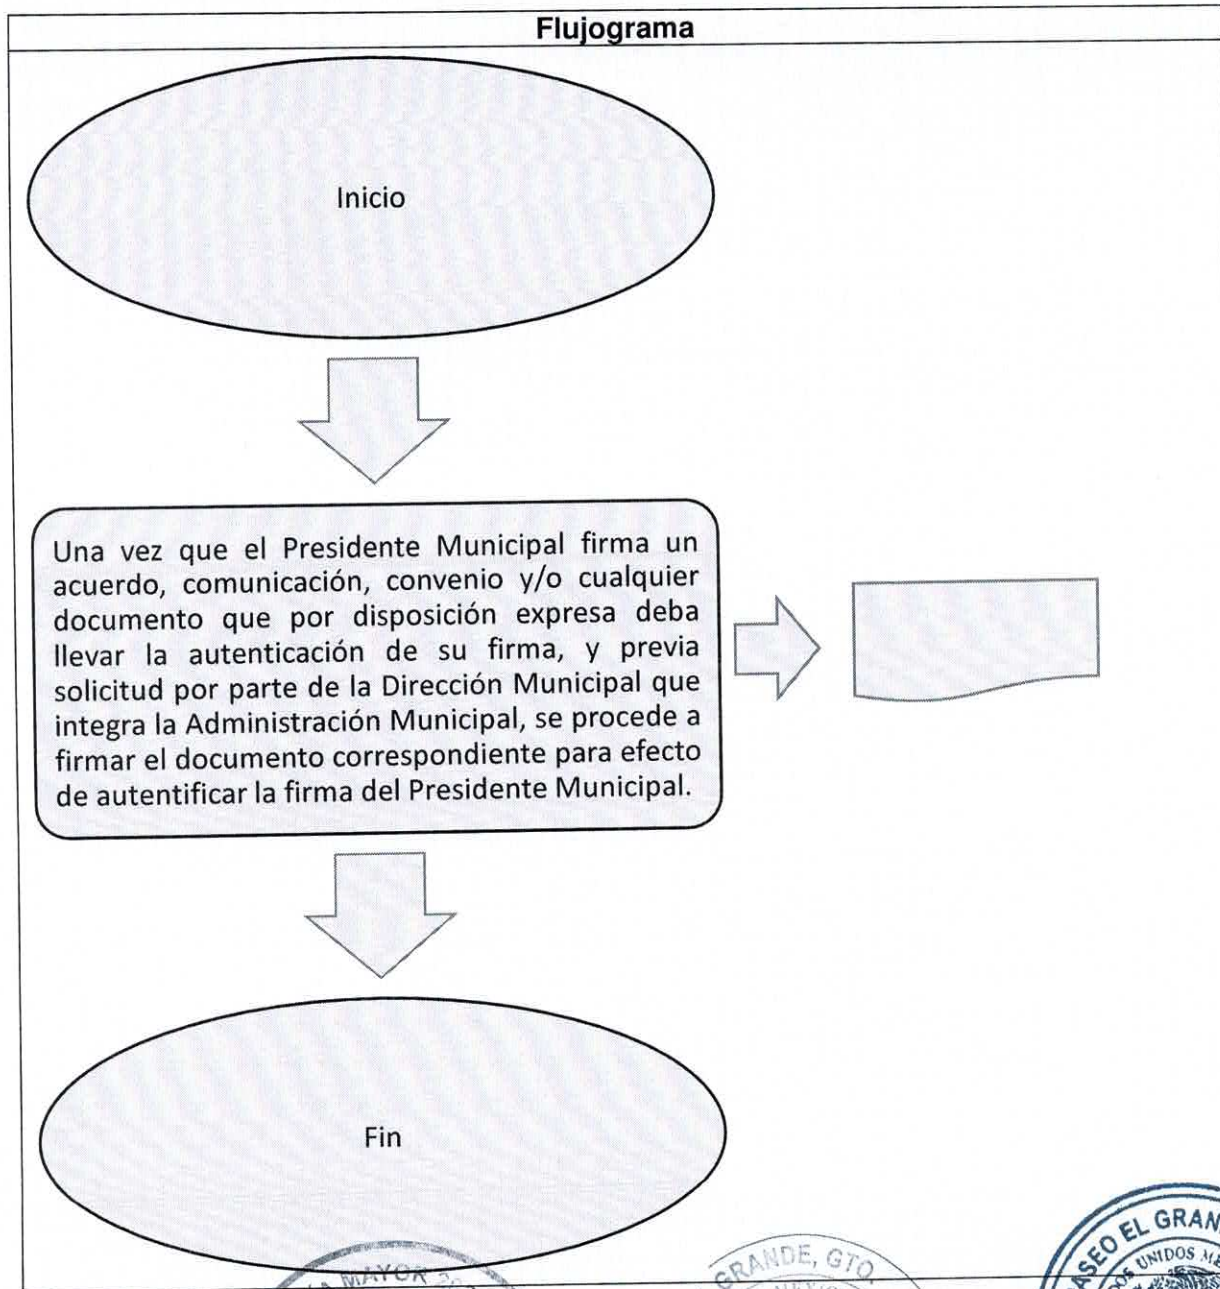 Flujograma
Inicio
Una vez que el Presidente Municipal firma un
acuerdo, comunicación, convenio y/o cualquier
documento que por disposición expresa deba
llevar la autenticación de su firma, y previa
solicitud por parte de la Dirección Municipal que
integra la Administración Municipal, se procede a
firmar el documento correspondiente para efecto
de autentificar la firma del Presidente Municipal.
Fin
MAYOR
GRANDE, GTO.
EL GRAN
UNIDOS